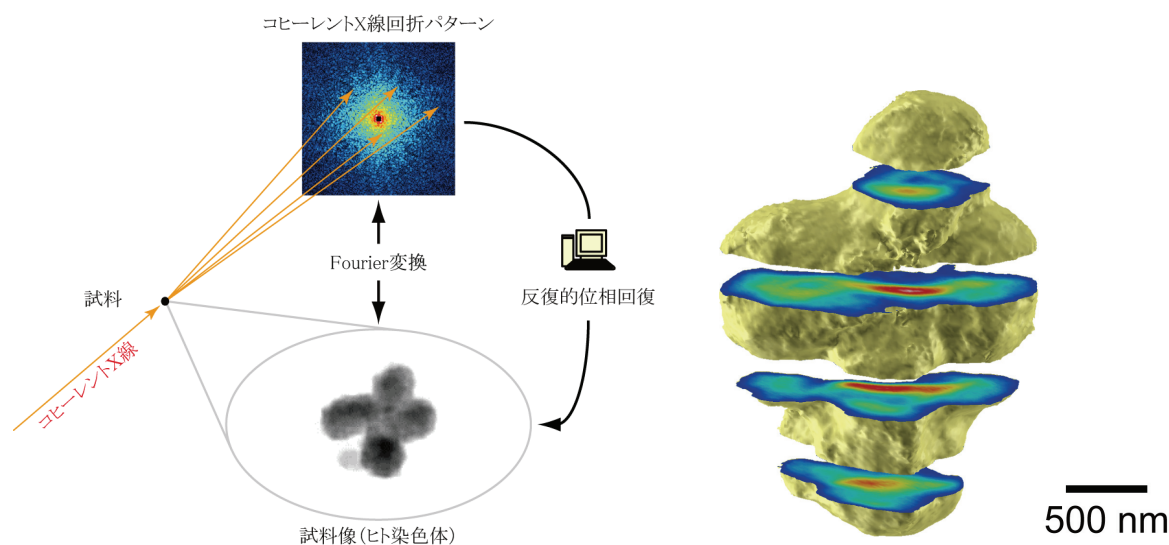 コヒーレントX線回折パターン
Fourier変換
試料
反復的位相回復
コヒーレントX線
試料像(ヒト染色体)
500 nm